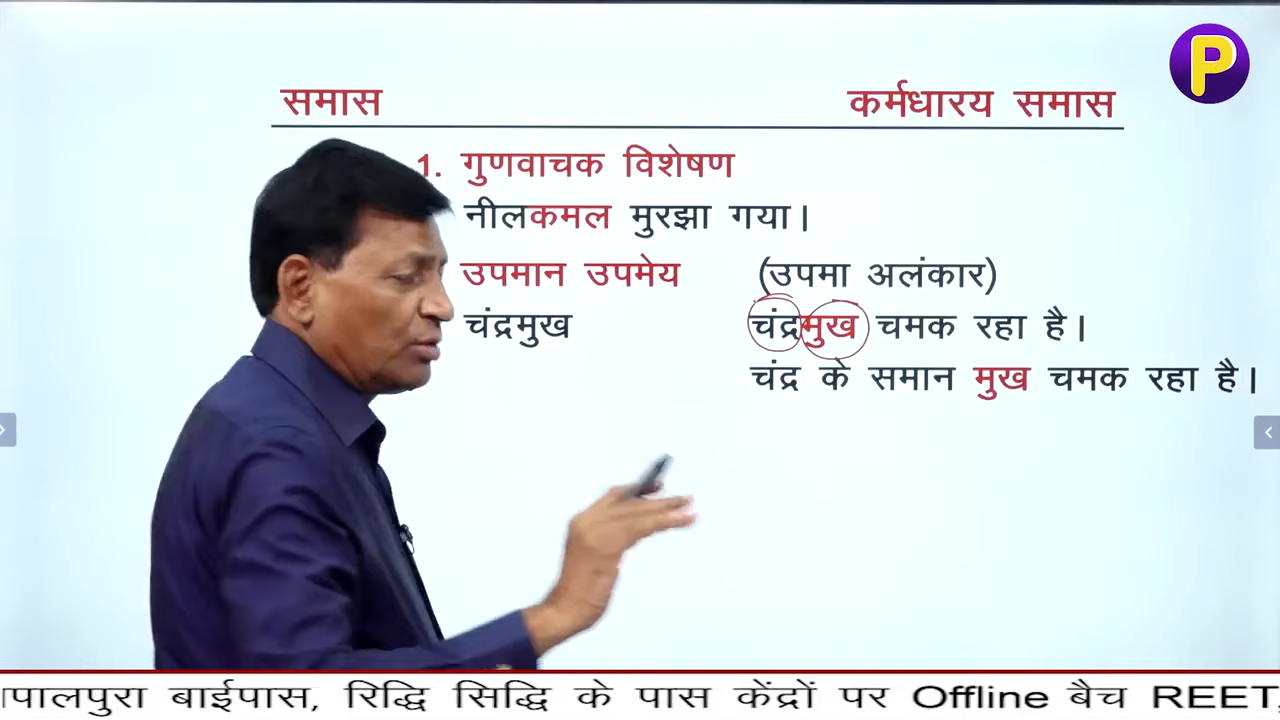 P
समास कर्मधारय समास
1. गुणवाचक विशेषण
नीलकमल मुरझा गया।
उपमान उपमेय (उपमा अलंकार)
चंद्रमुख चंद्रमुख चमक रहा है।
चंद्र के समान मुख चमक रहा है।
पालपुरा बाईपास, रिद्धि सिद्धि के पास केंद्रों पर Offline बैच REET,